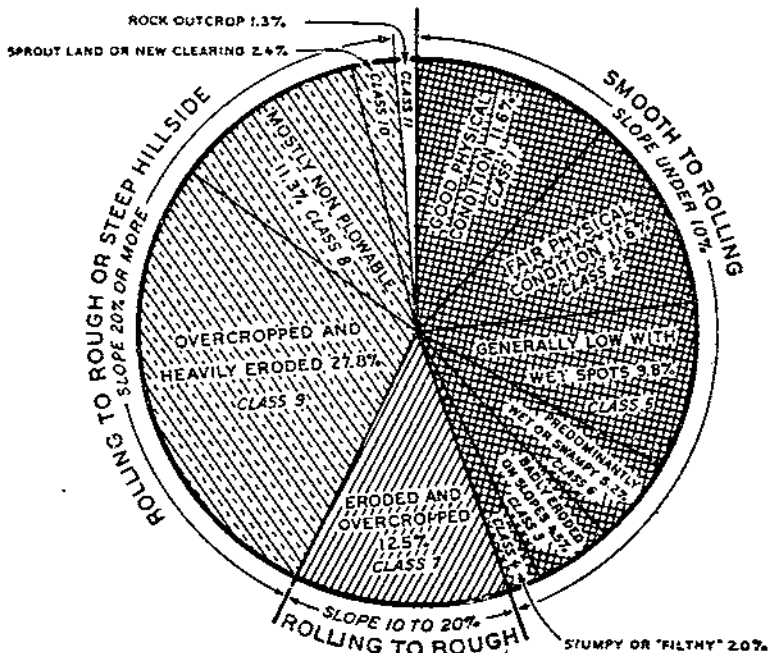 ROCK OUTCROP 1.3%
SPROUT LAND OR NEW CLEARING 2.4%
CLASS 10
CLASS
SMOOTH TO ROLLING
SLOPE UNDER 10%
GOOD PHYSICAL
CONDITION 11.6%
CLASS 1
FAIR PHYSICAL
CONDITION
CLASS 2
GENERALLY LOW WITH
WET SPOTS 9.8%
CLASS 5
PREDOMINANTLY
WET OR SWAMPY
CLASS 6
BADLY ERODED
ON SLOPES 4.5%
CLASS 3
CLASS 4
STUMPY OR "FILTHY" 2.0%
ERODED AND
OVERCROPPED
12.5%
CLASS 7
SLOPE 10 TO 20%
ROLLING TO ROUGH
OVERCROPPED AND
HEAVILY ERODED 27.8%
CLASS 9
MOSTLY NON PLOWABLE
11.3% CLASS 8
ROLLING TO ROUGH OR STEEP HILLSIDE
SLOPE 20% OR MORE